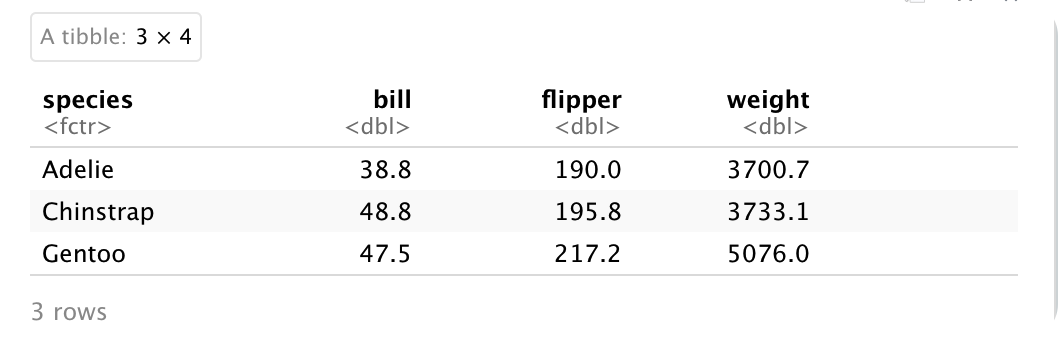 A tibble: 3 × 4
species bill flipper weight
<fctr> <dbl> <dbl> <dbl>
Adelie 38.8 190.0 3700.7
Chinstrap 48.8 195.8 3733.1
Gentoo 47.5 217.2 5076.0
3 rows